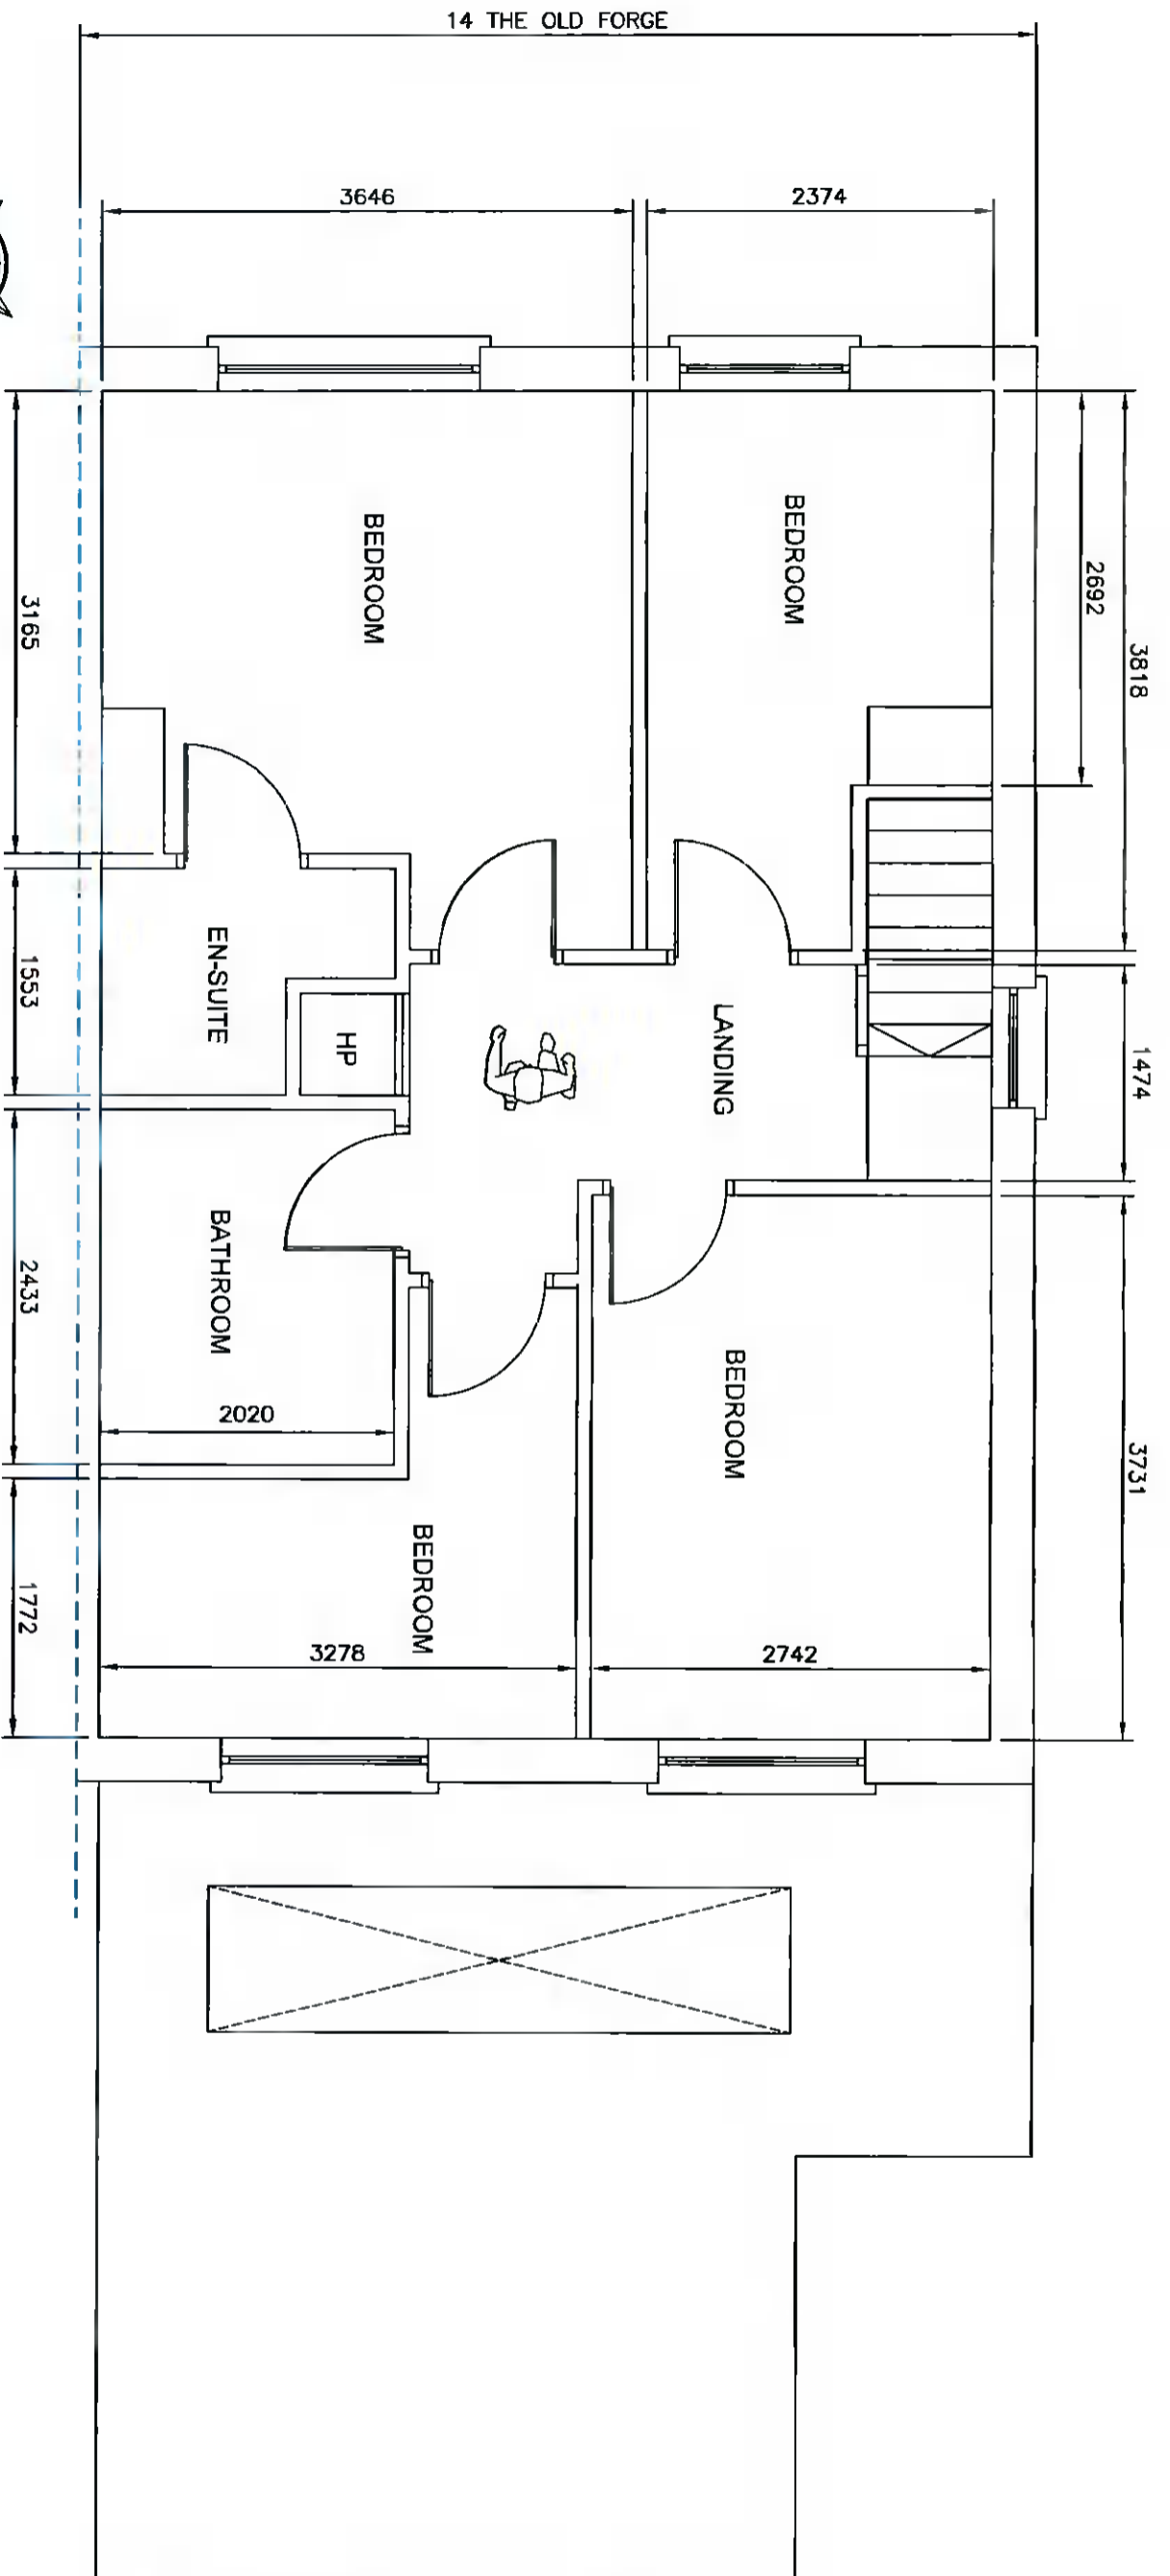 14 THE OLD FORGE
3646
2374
2692
3818
BEDROOM
BEDROOM
3165
EN-SUITE
1553
HP
LANDING
1474
BATHROOM
2433
2020
BEDROOM
3731
BEDROOM
1772
3278
2742